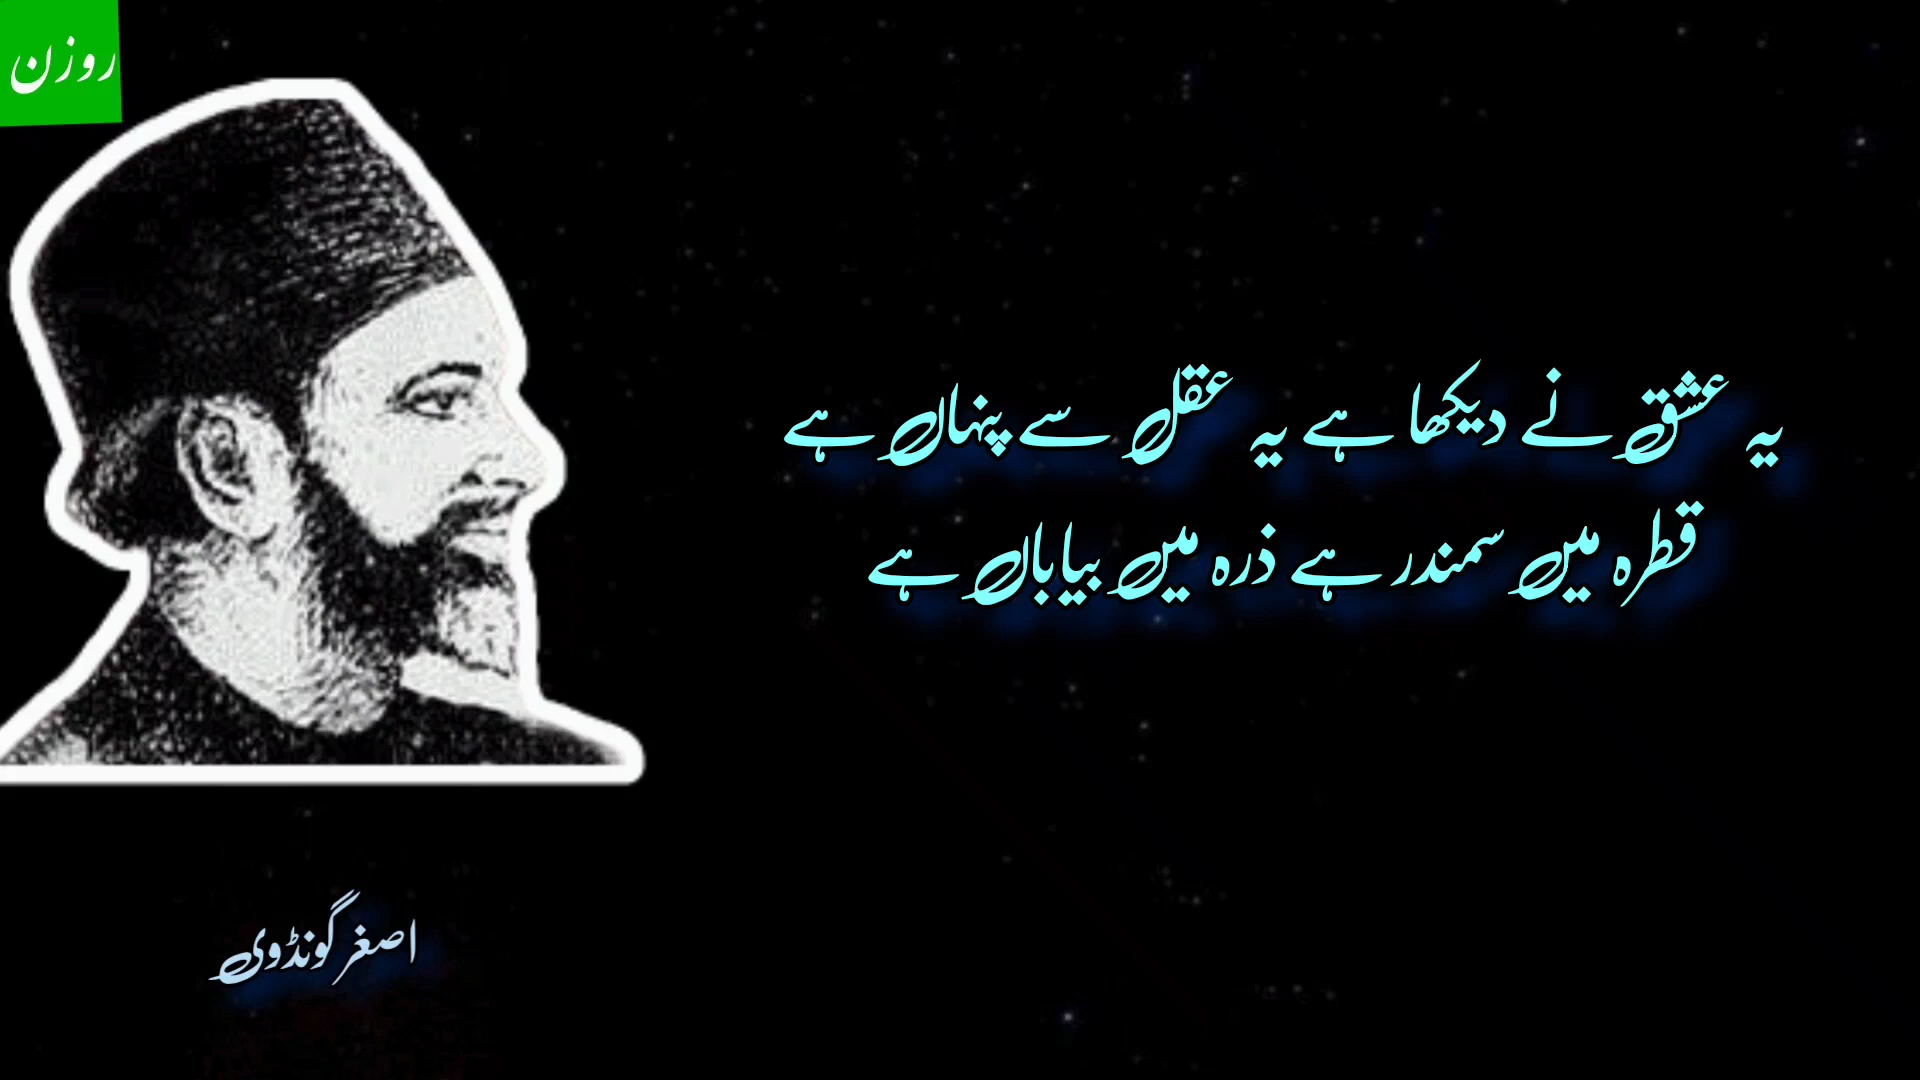 روزن
یہ عشق نے دیکھا ہے یہ عقل سے پنہاں ہے
قطرہ میں سمندر ہے ذرہ میں بیاباں ہے
اصغر گونڈوی